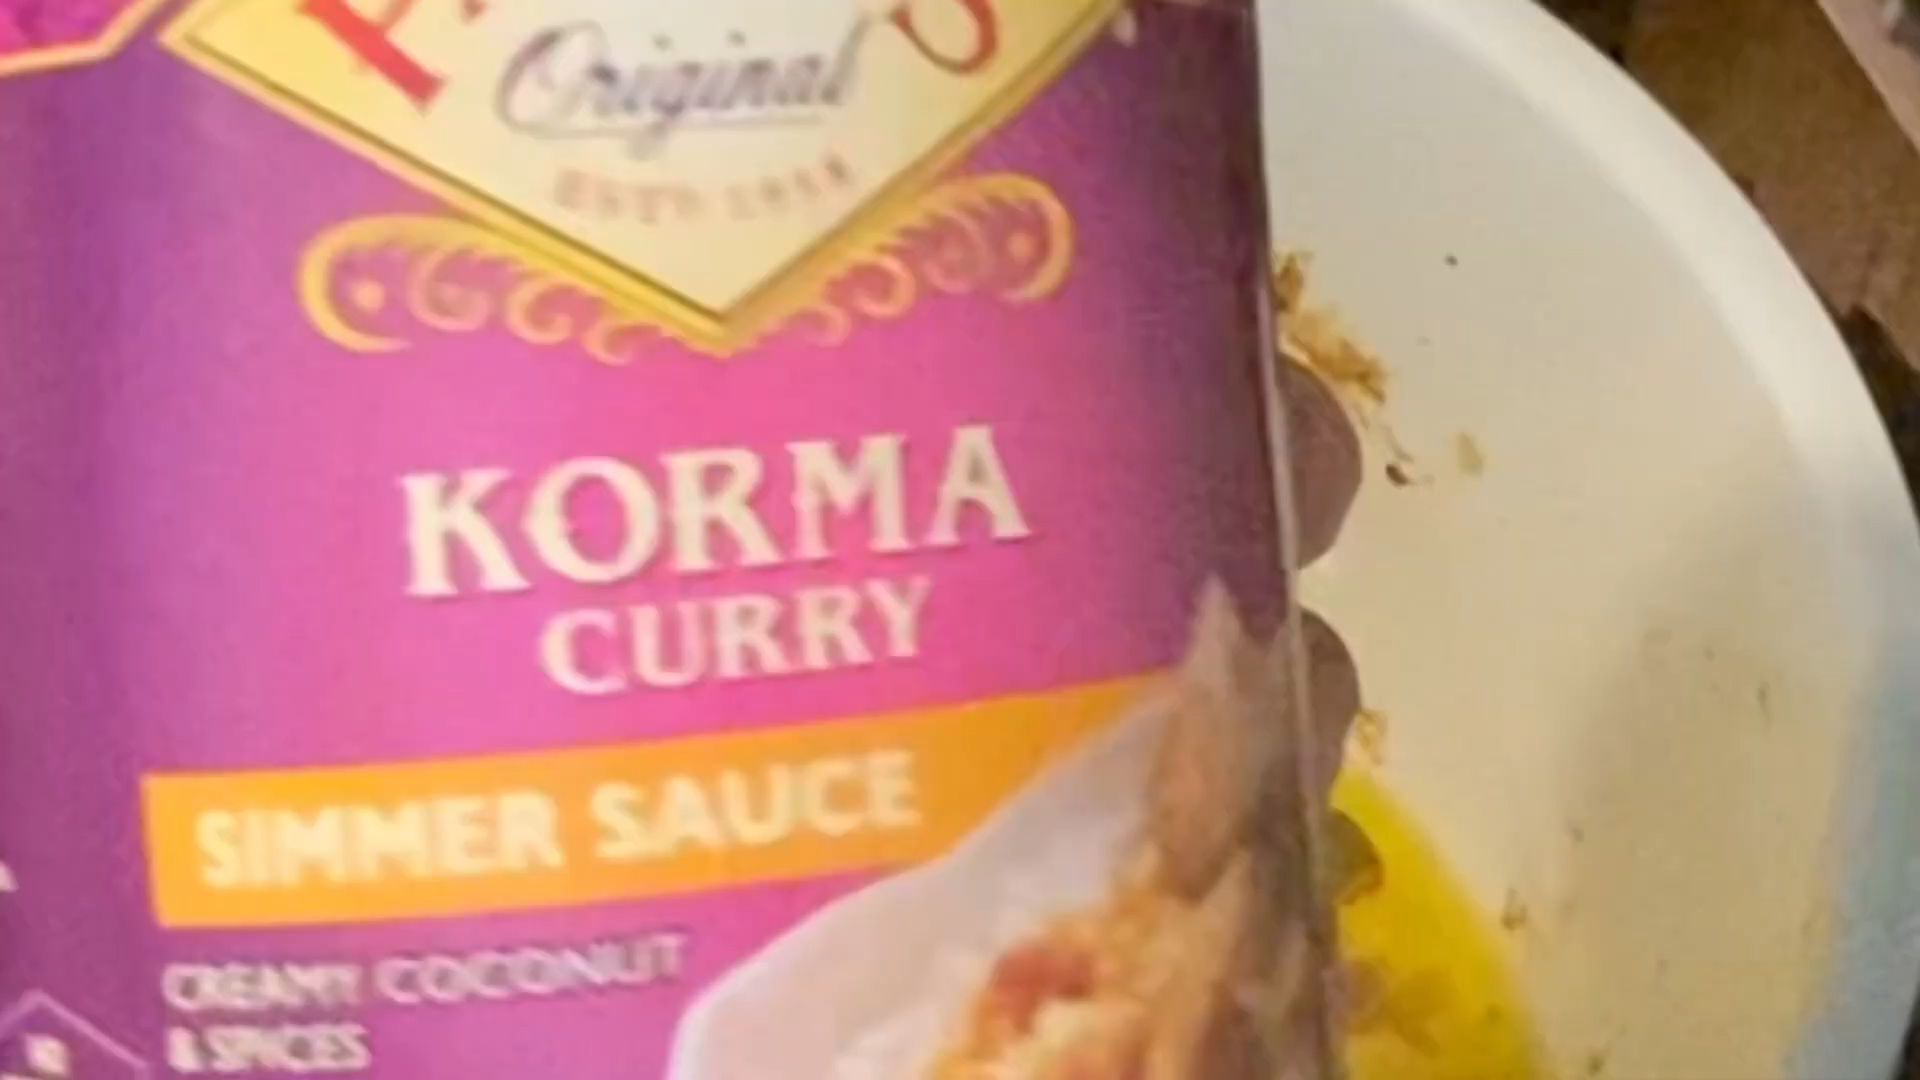 Original
KORMA
CURRY
SIMMER SAUCE
CREAMY COCONUT
& SPICES